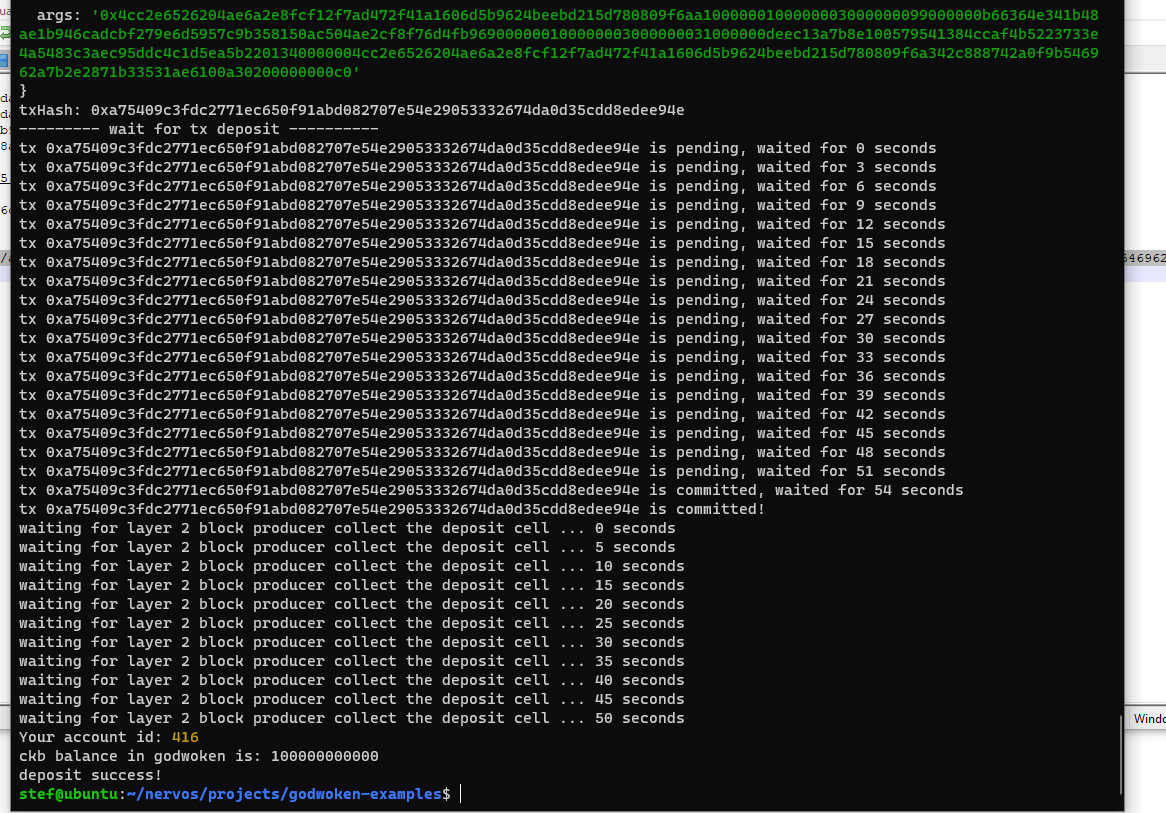 args: '0x4cc2e6526204ae6a2e8fcf12f7ad472f41a1606d5b9624beebd215d780809f6aa1000000100000003000000099000000b66364e341b48
ae1b946cadcbf279e6d5957c9b358150ac504ae2cf8f76d4fb9690000001000000030000000310000000deec13a7b8e100579541384ccaf4b5223733e
4a5483c3aec95ddc4c1d5ea5b2201340000004cc2e6526204ae6a2e8fcf12f7ad472f41a1606d5b9624beebd215d780809f6a342c888742a0f9b5469
62a7b2e2871b33531ae6100a30200000000c0'
}
txHash: 0xa75409c3fdc2771ec650f91abd082707e54e29053332674da0d35cdd8edee94e
--------- wait for tx deposit ----------
tx 0xa75409c3fdc2771ec650f91abd082707e54e29053332674da0d35cdd8edee94e is pending, waited for 0 seconds
tx 0xa75409c3fdc2771ec650f91abd082707e54e29053332674da0d35cdd8edee94e is pending, waited for 3 seconds
tx 0xa75409c3fdc2771ec650f91abd082707e54e29053332674da0d35cdd8edee94e is pending, waited for 6 seconds
tx 0xa75409c3fdc2771ec650f91abd082707e54e29053332674da0d35cdd8edee94e is pending, waited for 9 seconds
tx 0xa75409c3fdc2771ec650f91abd082707e54e29053332674da0d35cdd8edee94e is pending, waited for 12 seconds
tx 0xa75409c3fdc2771ec650f91abd082707e54e29053332674da0d35cdd8edee94e is pending, waited for 15 seconds
tx 0xa75409c3fdc2771ec650f91abd082707e54e29053332674da0d35cdd8edee94e is pending, waited for 18 seconds
tx 0xa75409c3fdc2771ec650f91abd082707e54e29053332674da0d35cdd8edee94e is pending, waited for 21 seconds
tx 0xa75409c3fdc2771ec650f91abd082707e54e29053332674da0d35cdd8edee94e is pending, waited for 24 seconds
tx 0xa75409c3fdc2771ec650f91abd082707e54e29053332674da0d35cdd8edee94e is pending, waited for 27 seconds
tx 0xa75409c3fdc2771ec650f91abd082707e54e29053332674da0d35cdd8edee94e is pending, waited for 30 seconds
tx 0xa75409c3fdc2771ec650f91abd082707e54e29053332674da0d35cdd8edee94e is pending, waited for 33 seconds
tx 0xa75409c3fdc2771ec650f91abd082707e54e29053332674da0d35cdd8edee94e is pending, waited for 36 seconds
tx 0xa75409c3fdc2771ec650f91abd082707e54e29053332674da0d35cdd8edee94e is pending, waited for 39 seconds
tx 0xa75409c3fdc2771ec650f91abd082707e54e29053332674da0d35cdd8edee94e is pending, waited for 42 seconds
tx 0xa75409c3fdc2771ec650f91abd082707e54e29053332674da0d35cdd8edee94e is pending, waited for 45 seconds
tx 0xa75409c3fdc2771ec650f91abd082707e54e29053332674da0d35cdd8edee94e is pending, waited for 48 seconds
tx 0xa75409c3fdc2771ec650f91abd082707e54e29053332674da0d35cdd8edee94e is pending, waited for 51 seconds
tx 0xa75409c3fdc2771ec650f91abd082707e54e29053332674da0d35cdd8edee94e is committed, waited for 54 seconds
tx 0xa75409c3fdc2771ec650f91abd082707e54e29053332674da0d35cdd8edee94e is committed!
waiting for layer 2 block producer collect the deposit cell ... 0 seconds
waiting for layer 2 block producer collect the deposit cell ... 5 seconds
waiting for layer 2 block producer collect the deposit cell ... 10 seconds
waiting for layer 2 block producer collect the deposit cell ... 15 seconds
waiting for layer 2 block producer collect the deposit cell ... 20 seconds
waiting for layer 2 block producer collect the deposit cell ... 25 seconds
waiting for layer 2 block producer collect the deposit cell ... 30 seconds
waiting for layer 2 block producer collect the deposit cell ... 35 seconds
waiting for layer 2 block producer collect the deposit cell ... 40 seconds
waiting for layer 2 block producer collect the deposit cell ... 45 seconds
waiting for layer 2 block producer collect the deposit cell ... 50 seconds
Your account id: 416
ckb balance in godwoken is: 100000000000
deposit success!
stef@ubuntu:~/nervos/projects/godwoken-examples$